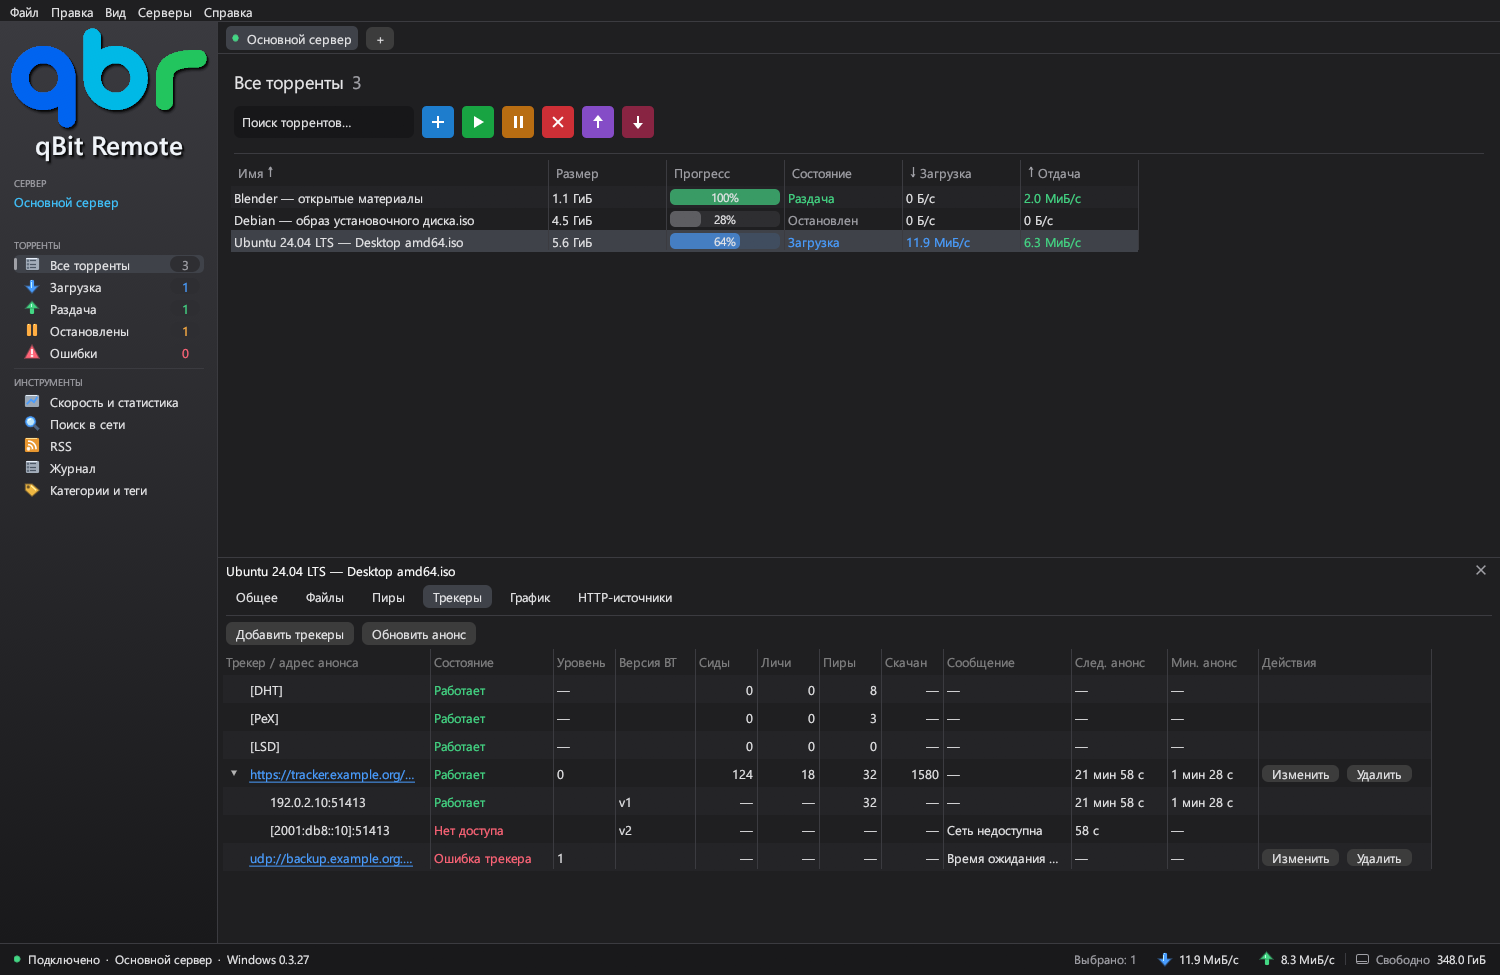 Файл Правка Вид Серверы Справка
qbr
qBit Remote
СЕРВЕР
Основной сервер
ТОРРЕНТЫ
Все торренты 3
Загрузка 1
Раздача 1
Остановлены 1
Ошибки 0
ИНСТРУМЕНТЫ
Скорость и статистика
Поиск в сети
RSS
Журнал
Категории и теги
Основной сервер +
Все торренты 3
Поиск торрентов...
Имя ↑ Размер Прогресс Состояние ↓ Загрузка ↑ Отдача
Blender — открытые материалы 1.1 ГиБ 100% Раздача 0 Б/с 2.0 МиБ/с
Debian — образ установочного диска.iso 4.5 ГиБ 28% Остановлен 0 Б/с 0 Б/с
Ubuntu 24.04 LTS — Desktop amd64.iso 5.6 ГиБ 64% Загрузка 11.9 МиБ/с 6.3 МиБ/с
Ubuntu 24.04 LTS — Desktop amd64.iso
Общее Файлы Пиры Трекеры График HTTP-источники
Добавить трекеры Обновить анонс
Трекер / адрес анонса Состояние Уровень Версия BT Сиды Личи Пиры Скачан Сообщение След. анонс Мин. анонс Действия
[DHT] Работает — 0 0 8 — — — —
[PeX] Работает — 0 0 3 — — — —
[LSD] Работает — 0 0 0 — — — —
https://tracker.example.org/... Работает 0 124 18 32 1580 — 21 мин 58 с 1 мин 28 с Изменить Удалить
192.0.2.10:51413 Работает v1 — — 32 — — 21 мин 58 с 1 мин 28 с
[2001:db8::10]:51413 Нет доступа v2 — — — — Сеть недоступна 58 с —
udp://backup.example.org:... Ошибка трекера 1 — — — — Время ожидания ... — — Изменить Удалить
Подключено · Основной сервер · Windows 0.3.27 Выбрано: 1 11.9 МиБ/с 8.3 МиБ/с Свободно 348.0 ГиБ